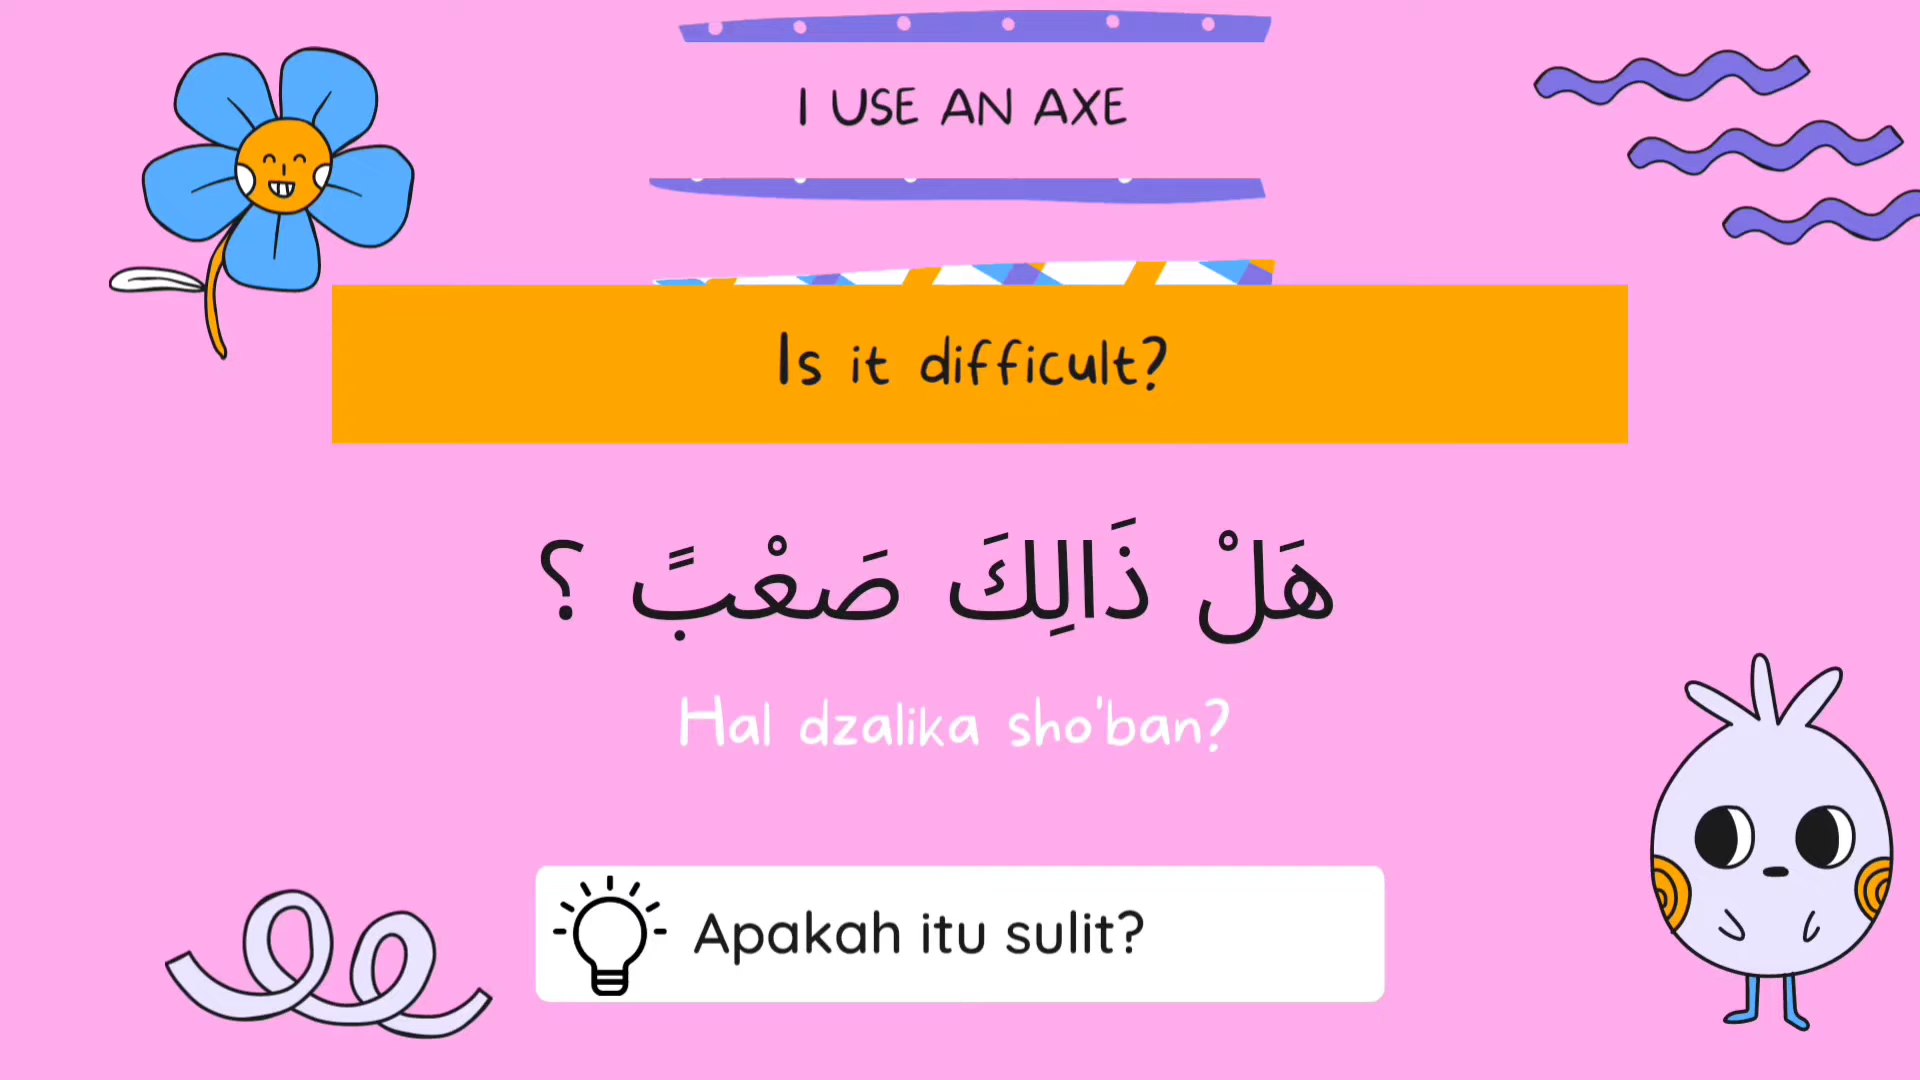 I USE AN AXE
Is it difficult?
هَلْ ذَالِكَ صَعْبً ؟
Hal dzalika sho'ban?
Apakah itu sulit?